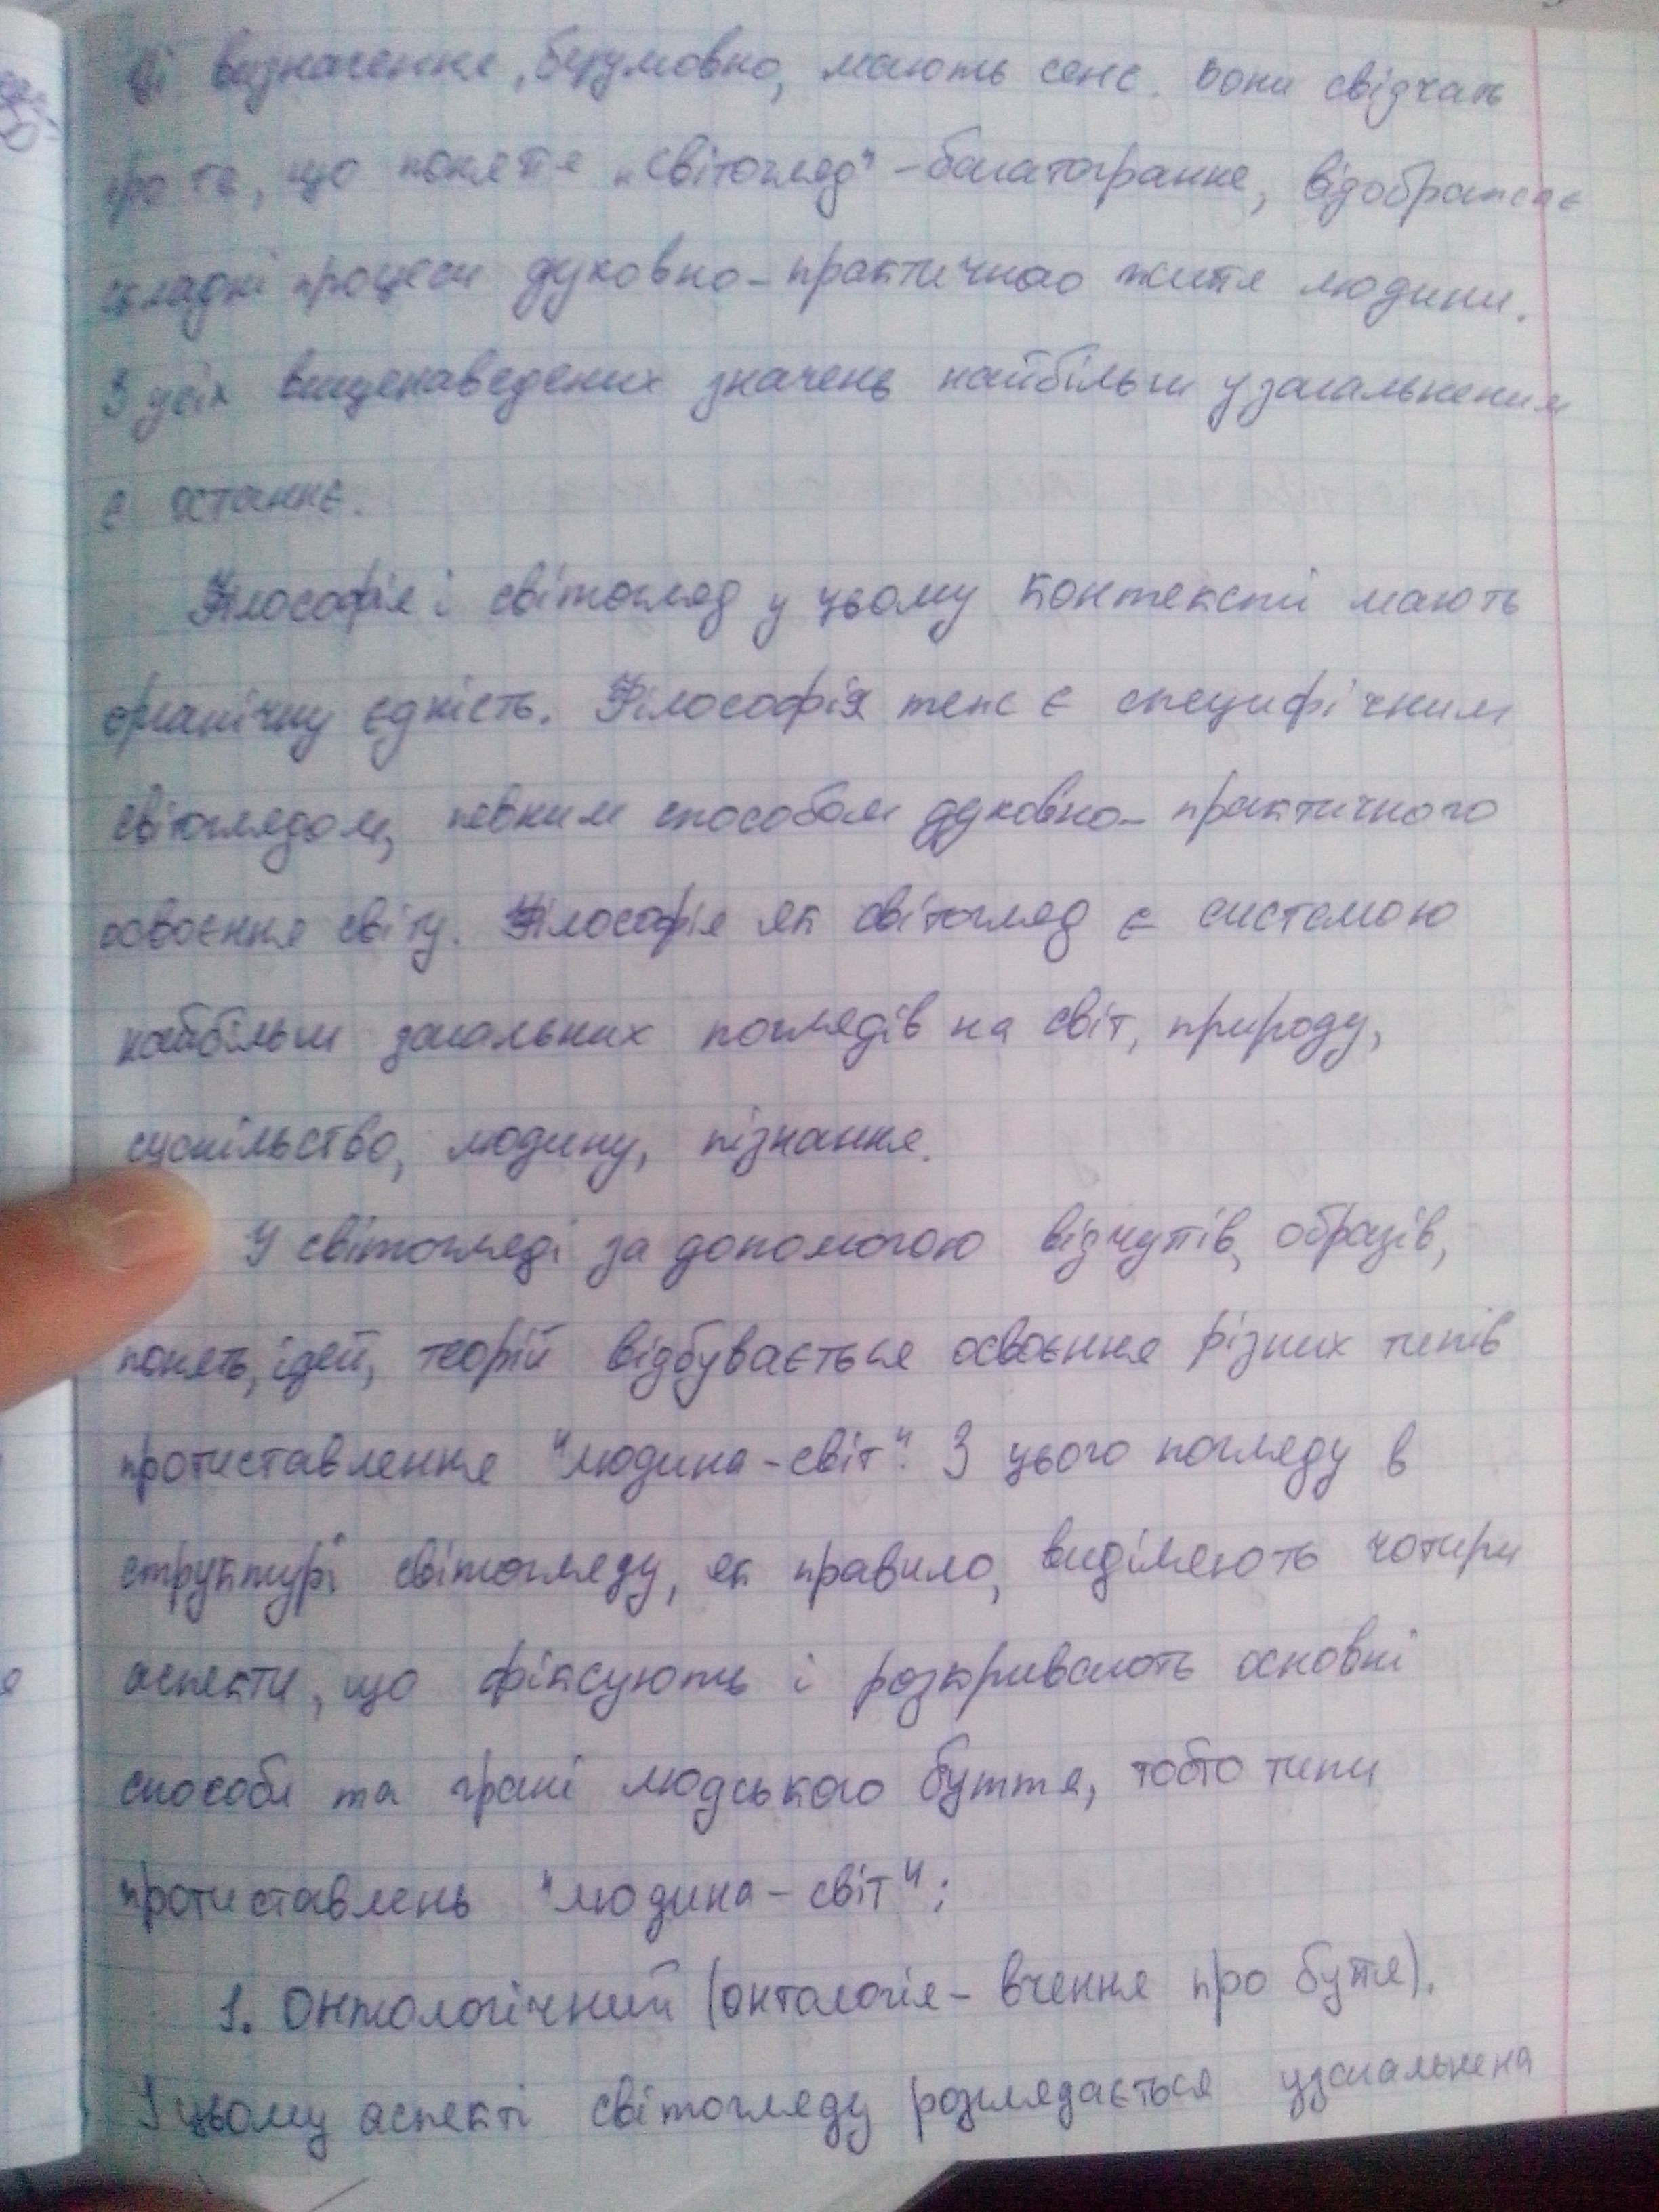 Ці визначення, безумовно, мають сенс. Вони свідчать
про те, що поняття „світогляд" - багатогранне, відображає
складні процеси духовно-практичного життя людини.
З усіх вищенаведених значень найбільш узагальненим
є останнє.
Філософія і світогляд у цьому контексті мають
органічну єдність. Філософія теж є специфічним
світоглядом, певним способом духовно-практичного
освоєння світу. Філософія як світогляд є системою
найбільш загальних поглядів на світ, природу,
суспільство, людину, пізнання.
У світогляді за допомогою відчуттів, образів,
понять, ідей, теорій відбувається освоєння різних типів
протиставлення "людина-світ". З цього погляду в
структурі світогляду, як правило, виділяють чотири
аспекти, що фіксують і розкривають основні
способи та грані людського буття, тобто типи
протиставлень "людина-світ":
1. Онтологічний (онтологія - вчення про буття).
У цьому аспекті світогляду розглядається узагальнена